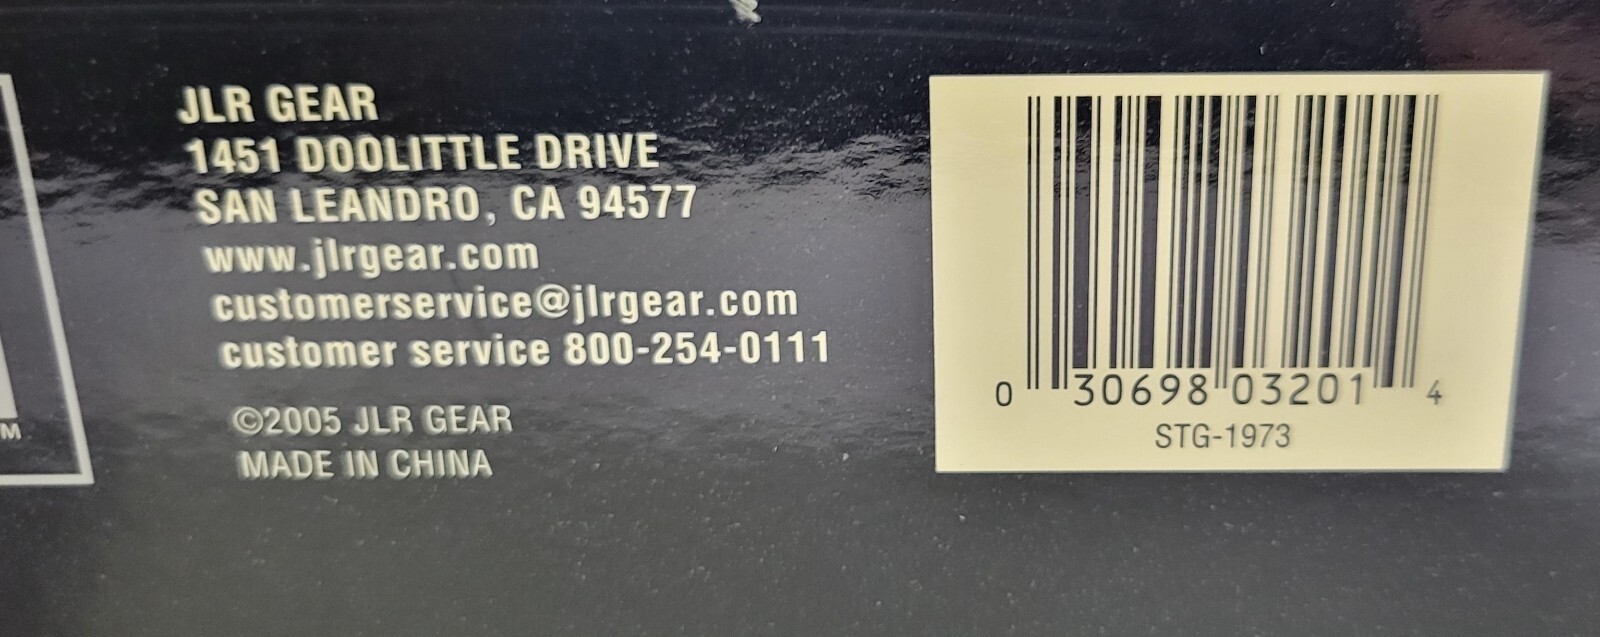 JLR GEAR
1451 DOOLITTLE DRIVE
SAN LEANDRO, CA 94577
www.jlrgear.com
customerservice@jlrgear.com
customer service 800-254-0111
©2005 JLR GEAR
MADE IN CHINA
TM
0 30698 03201 4
STG-1973